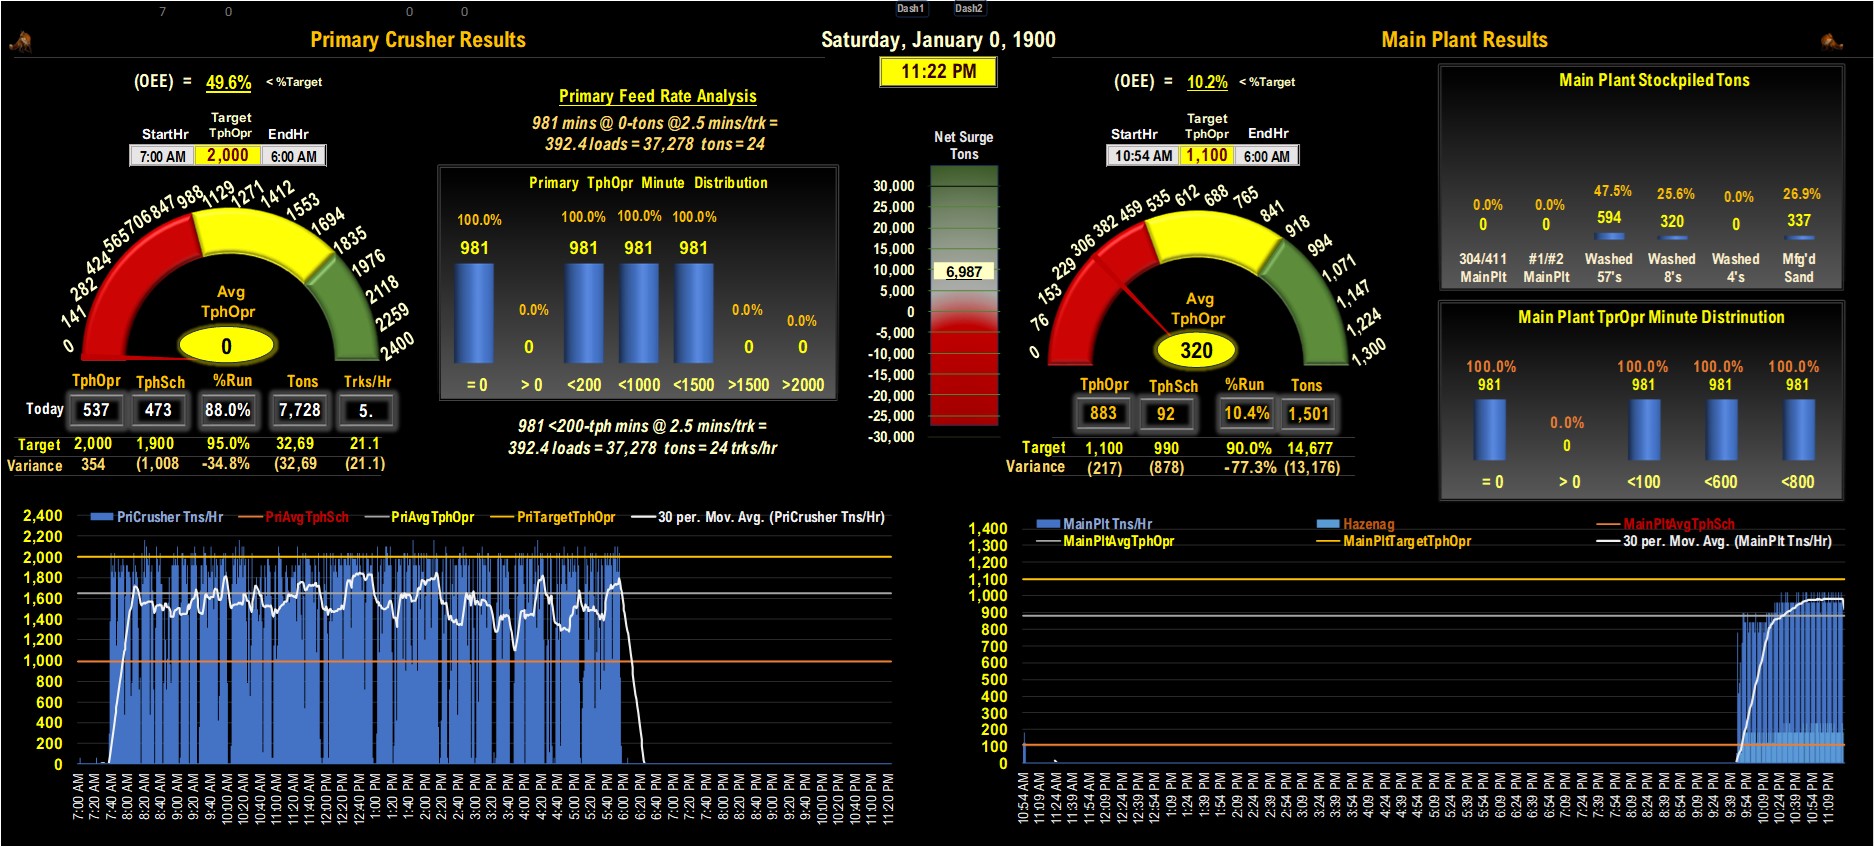 7 0 0 0 Dash1 Dash2
Primary Crusher Results
Saturday, January 0, 1900
Main Plant Results
11:22 PM
(OEE) = 49.6% < %Target
Target
StartHr TphOpr EndHr
7:00 AM 2,000 6:00 AM
0 141 282 424 565 706 847 988 1129 1271 1412 1553 1694 1835 1976 2118 2259 2400
Avg
TphOpr
0
TphOpr TphSch %Run Tons Trks/Hr
Today 537 473 88.0% 7,728 5.
Target 2,000 1,900 95.0% 32,69 21.1
Variance 354 (1,008 -34.8% (32,69 (21.1)
Primary Feed Rate Analysis
981 mins @ 0-tons @2.5 mins/trk =
392.4 loads = 37,278 tons = 24
Primary TphOpr Minute Distribution
100.0% 0.0% 100.0% 100.0% 100.0% 0.0% 0.0%
981 0 981 981 981 0 0
= 0 > 0 <200 <1000 <1500 >1500 >2000
981 <200-tph mins @ 2.5 mins/trk =
392.4 loads = 37,278 tons = 24 trks/hr
Net Surge
Tons
30,000
25,000
20,000
15,000
10,000
6,987
5,000
0
-5,000
-10,000
-15,000
-20,000
-25,000
-30,000
(OEE) = 10.2% < %Target
Target
StartHr TphOpr EndHr
10:54 AM 1,100 6:00 AM
0 76 153 229 306 382 459 535 612 688 765 841 918 994 1,071 1,147 1,224 1,300
Avg
TphOpr
320
TphOpr TphSch %Run Tons
883 92 10.4% 1,501
Target 1,100 990 90.0% 14,677
Variance (217) (878) -77.3% (13,176)
Main Plant Stockpiled Tons
0.0% 0.0% 47.5% 25.6% 0.0% 26.9%
0 0 594 320 0 337
304/411 #1/#2 Washed Washed Washed Mfg'd
MainPlt MainPlt 57's 8's 4's Sand
Main Plant TprOpr Minute Distrinution
100.0% 0.0% 100.0% 100.0% 100.0%
981 0 981 981 981
= 0 > 0 <100 <600 <800
PriCrusher Tns/Hr PriAvgTphSch PriAvgTphOpr PriTargetTphOpr 30 per. Mov. Avg. (PriCrusher Tns/Hr)
2,400
2,200
2,000
1,800
1,600
1,400
1,200
1,000
800
600
400
200
0
7:00 AM 7:20 AM 7:40 AM 8:00 AM 8:20 AM 8:40 AM 9:00 AM 9:20 AM 9:40 AM 10:00 AM 10:20 AM 10:40 AM 11:00 AM 11:20 AM 11:40 AM 12:00 PM 12:20 PM 12:40 PM 1:00 PM 1:20 PM 1:40 PM 2:00 PM 2:20 PM 2:40 PM 3:00 PM 3:20 PM 3:40 PM 4:00 PM 4:20 PM 4:40 PM 5:00 PM 5:20 PM 5:40 PM 6:00 PM 6:20 PM 6:40 PM 7:00 PM 7:20 PM 7:40 PM 8:00 PM 8:20 PM 8:40 PM 9:00 PM 9:20 PM 9:40 PM 10:00 PM 10:20 PM 10:40 PM 11:00 PM 11:20 PM
MainPlt Tns/Hr Hazenag MainPltAvgTphSch
MainPltAvgTphOpr MainPltTargetTphOpr 30 per. Mov. Avg. (MainPlt Tns/Hr)
1,400
1,300
1,200
1,100
1,000
900
800
700
600
500
400
300
200
100
0
10:54 AM 11:09 AM 11:24 AM 11:39 AM 11:54 AM 12:09 PM 12:24 PM 12:39 PM 12:54 PM 1:09 PM 1:24 PM 1:39 PM 1:54 PM 2:09 PM 2:24 PM 2:39 PM 2:54 PM 3:09 PM 3:24 PM 3:39 PM 3:54 PM 4:09 PM 4:24 PM 4:39 PM 4:54 PM 5:09 PM 5:24 PM 5:39 PM 5:54 PM 6:09 PM 6:24 PM 6:39 PM 6:54 PM 7:09 PM 7:24 PM 7:39 PM 7:54 PM 8:09 PM 8:24 PM 8:39 PM 8:54 PM 9:09 PM 9:24 PM 9:39 PM 9:54 PM 10:09 PM 10:24 PM 10:39 PM 10:54 PM 11:09 PM